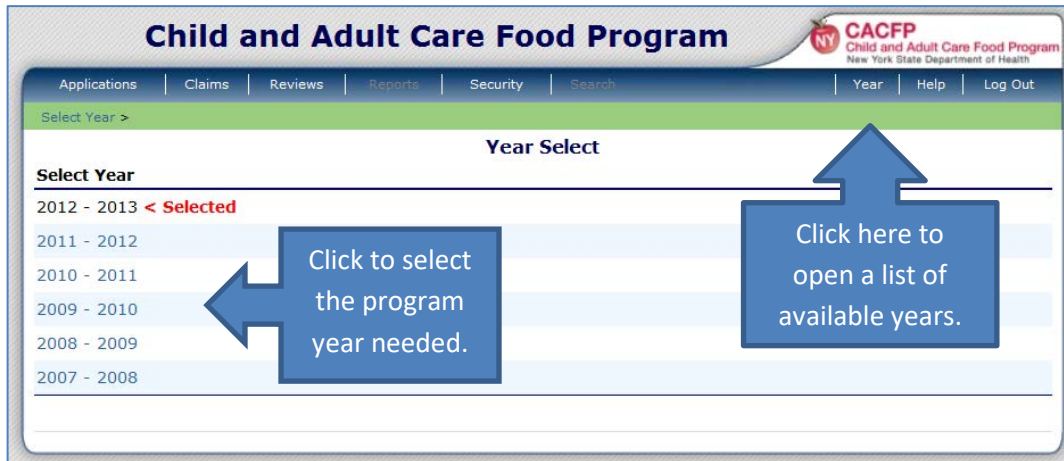 Child and Adult Care Food Program
NY
CACFP
Child and Adult Care Food Program
New York State Department of Health
Applications | Claims | Reviews | Reports | Security | Search | Year | Help | Log Out
Select Year >
Year Select
Select Year
2012 - 2013 < Selected
2011 - 2012
2010 - 2011
2009 - 2010
2008 - 2009
2007 - 2008
Click to select
the program
year needed.
Click here to
open a list of
available years.